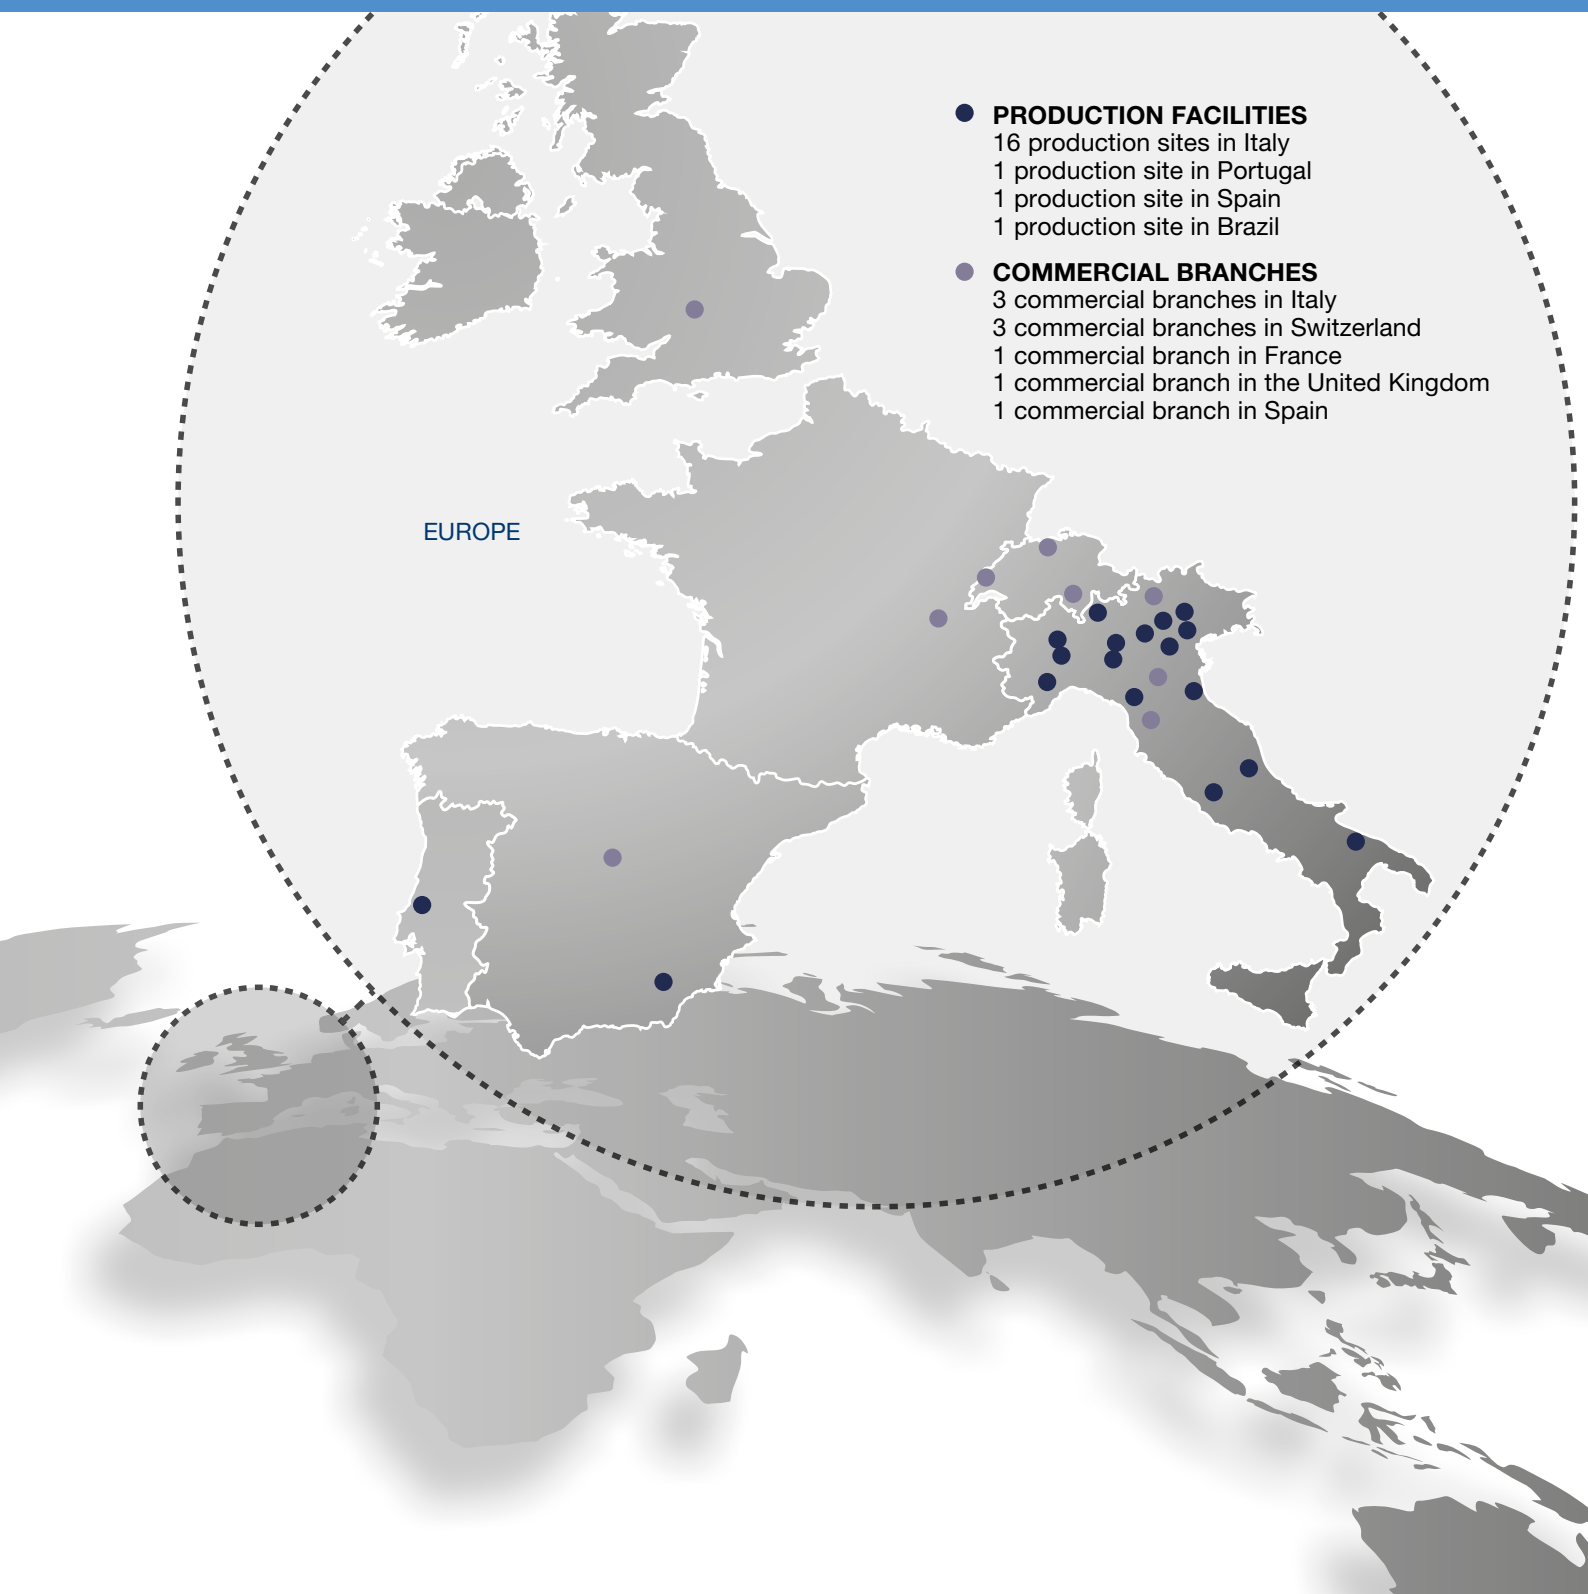 PRODUCTION FACILITIES
16 production sites in Italy
1 production site in Portugal
1 production site in Spain
1 production site in Brazil
COMMERCIAL BRANCHES
3 commercial branches in Italy
3 commercial branches in Switzerland
1 commercial branch in France
1 commercial branch in the United Kingdom
1 commercial branch in Spain
EUROPE